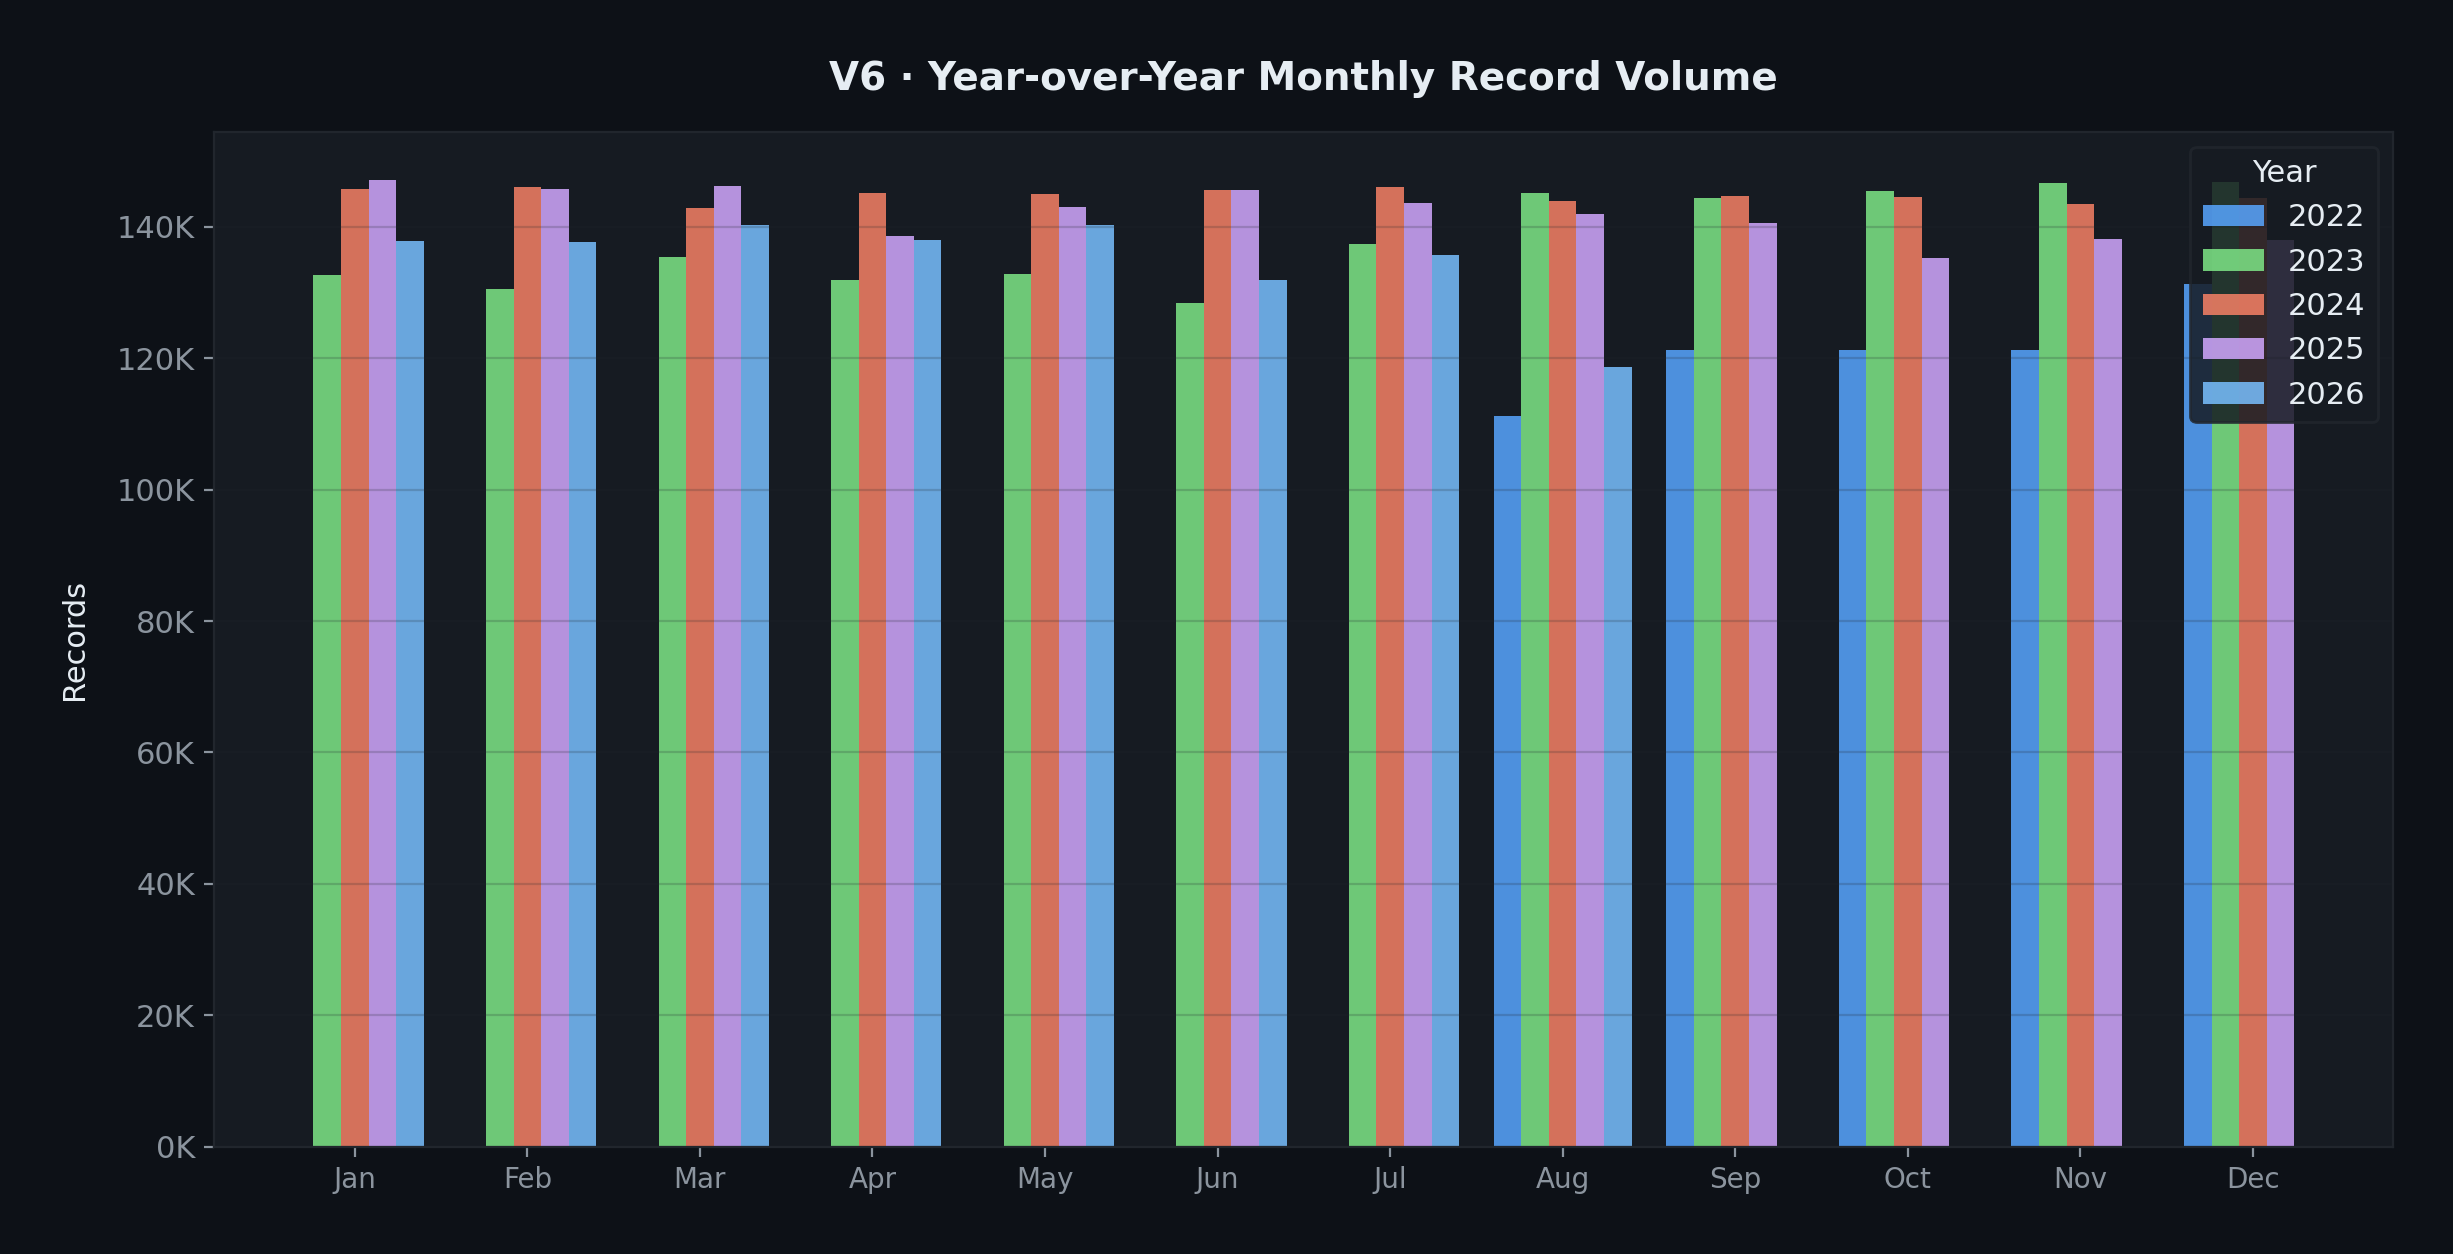 V6 · Year-over-Year Monthly Record Volume
Year
2022
2023
2024
2025
2026
140K
120K
100K
80K
60K
40K
20K
0K
Records
Jan Feb Mar Apr May Jun Jul Aug Sep Oct Nov Dec